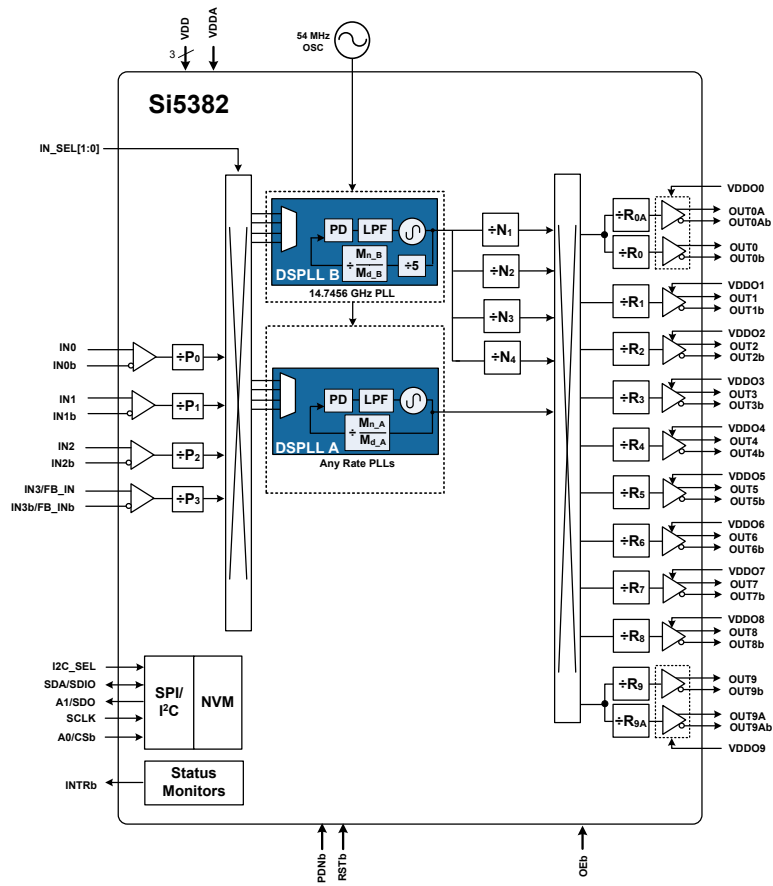 VDD
VDDA
3
54 MHz
OSC
Si5382
IN_SEL[1:0]
PD
LPF
÷ Mn_B
Md_B
÷5
DSPLL B
14.7456 GHz PLL
PD
LPF
÷ Mn_A
Md_A
DSPLL A
Any Rate PLLs
÷N1
÷N2
÷N3
÷N4
IN0
IN0b
÷P0
IN1
IN1b
÷P1
IN2
IN2b
÷P2
IN3/FB_IN
IN3b/FB_INb
÷P3
÷R0A
÷R0
÷R1
÷R2
÷R3
÷R4
÷R5
÷R6
÷R7
÷R8
÷R9
÷R9A
VDDO0
OUT0A
OUT0Ab
OUT0
OUT0b
VDDO1
OUT1
OUT1b
VDDO2
OUT2
OUT2b
VDDO3
OUT3
OUT3b
VDDO4
OUT4
OUT4b
VDDO5
OUT5
OUT5b
VDDO6
OUT6
OUT6b
VDDO7
OUT7
OUT7b
VDDO8
OUT8
OUT8b
OUT9
OUT9b
OUT9A
OUT9Ab
VDDO9
I2C_SEL
SDA/SDIO
A1/SDO
SCLK
A0/CSb
SPI/
I²C
NVM
INTRb
Status
Monitors
PDNb
RSTb
OEb